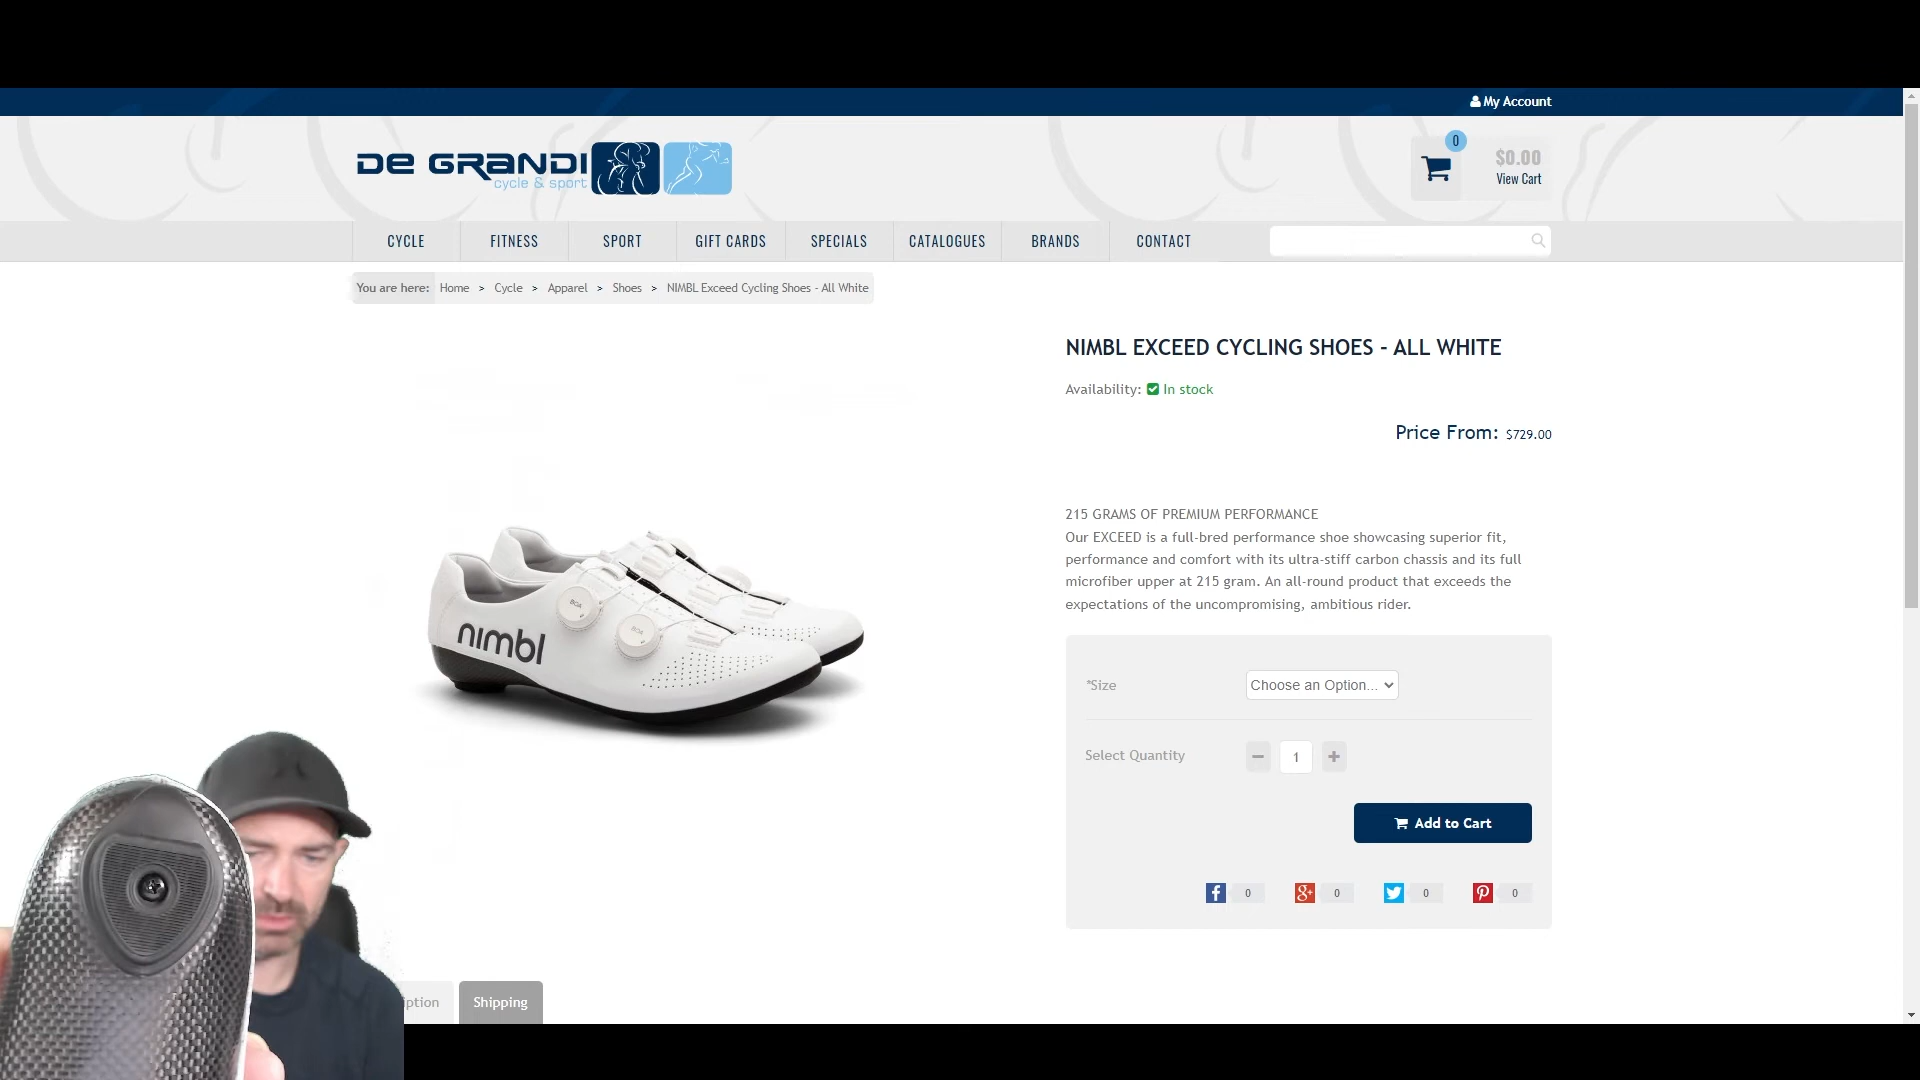 My Account
DE GRANDI
cycle & sport
0
$0.00
View Cart
CYCLE
FITNESS
SPORT
GIFT CARDS
SPECIALS
CATALOGUES
BRANDS
CONTACT
You are here: Home > Cycle > Apparel > Shoes > NIMBL Exceed Cycling Shoes - All White
NIMBL EXCEED CYCLING SHOES - ALL WHITE
Availability: In stock
Price From: $729.00
215 GRAMS OF PREMIUM PERFORMANCE
Our EXCEED is a full-bred performance shoe showcasing superior fit,
performance and comfort with its ultra-stiff carbon chassis and its full
microfiber upper at 215 gram. An all-round product that exceeds the
expectations of the uncompromising, ambitious rider.
BOA
BOA
nimbl
*Size
Choose an Option...
Select Quantity
1
Add to Cart
0
0
0
0
iption
Shipping